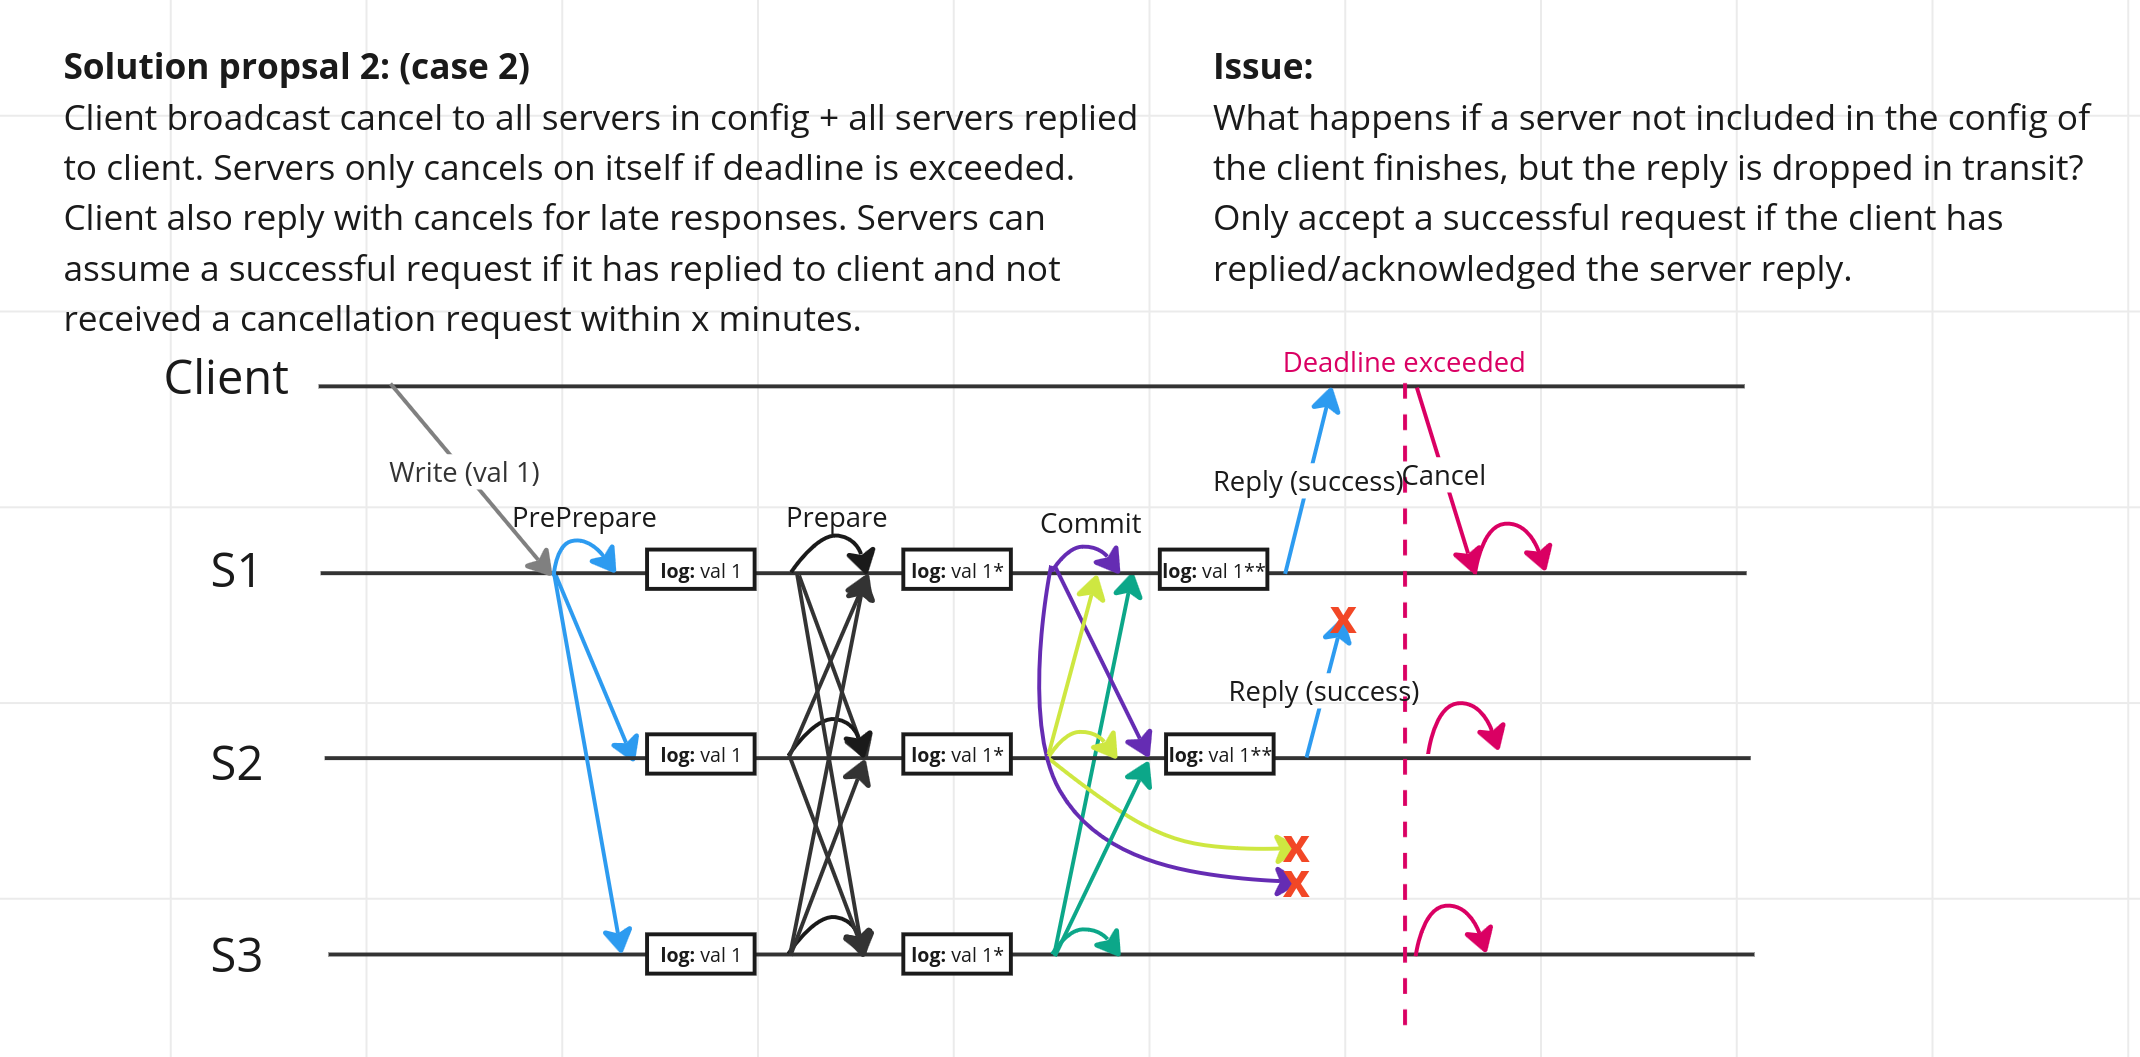 Solution propsal 2: (case 2)
Client broadcast cancel to all servers in config + all servers replied
to client. Servers only cancels on itself if deadline is exceeded.
Client also reply with cancels for late responses. Servers can
assume a successful request if it has replied to client and not
received a cancellation request within x minutes.
Issue:
What happens if a server not included in the config of
the client finishes, but the reply is dropped in transit?
Only accept a successful request if the client has
replied/acknowledged the server reply.
Deadline exceeded
Client
Write (val 1)
Reply (success)
Cancel
PrePrepare
Prepare
Commit
S1
log: val 1
log: val 1*
log: val 1**
X
Reply (success)
S2
log: val 1
log: val 1*
log: val 1**
X
X
S3
log: val 1
log: val 1*